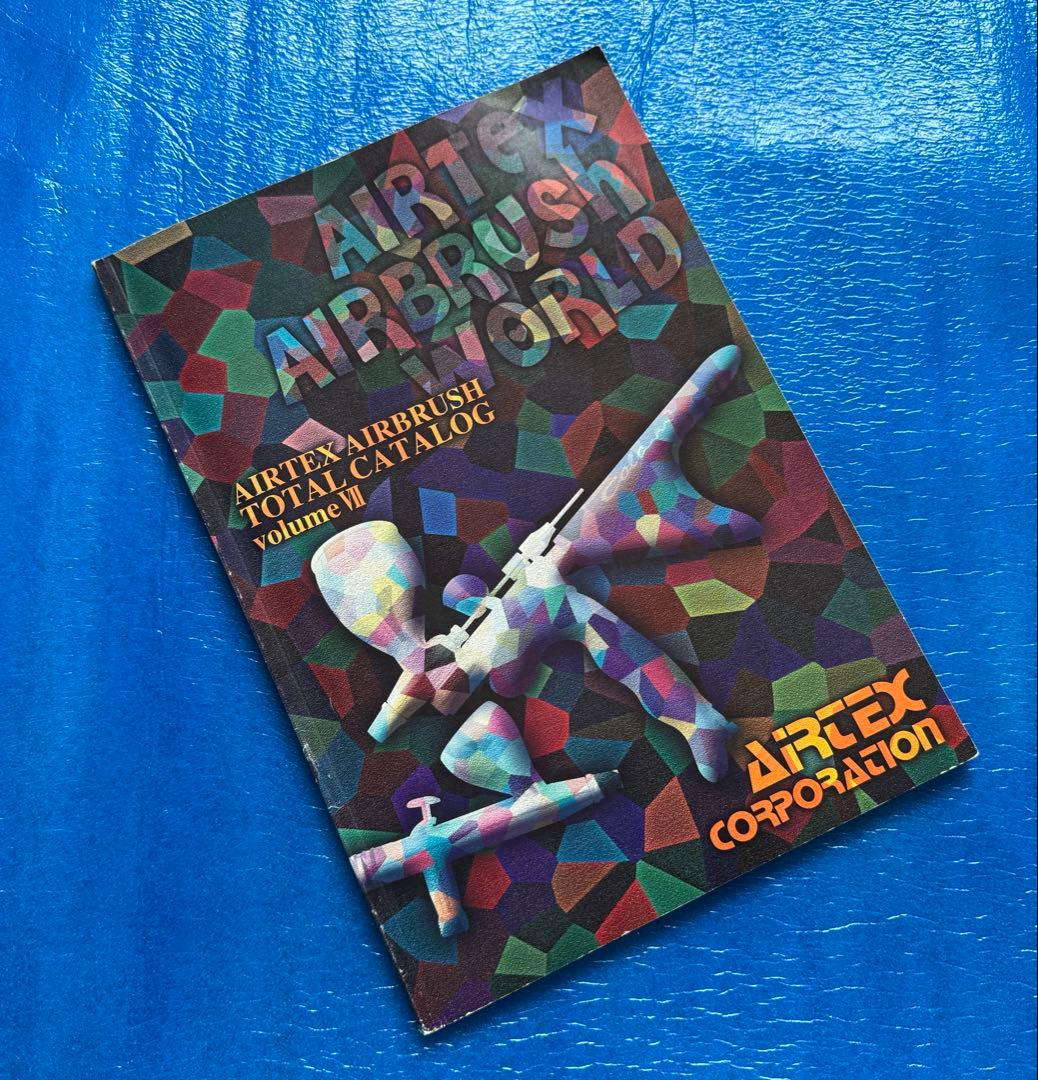 AIRteX
AIRBRUSh
WORLD
AIRTEX AIRBRUSH
TOTAL CATALOG
volume VII
AiRTEX
CORPORATION